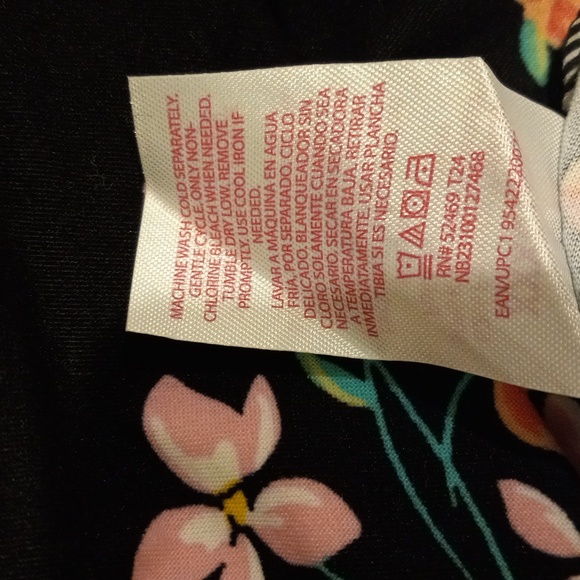 MACHINE WASH COLD SEPARATELY.
GENTLE CYCLE. ONLY NON-
CHLORINE BLEACH WHEN NEEDED.
TUMBLE DRY LOW. REMOVE
PROMPTLY. USE COOL IRON IF
NEEDED.
LAVAR A MÁQUINA EN AGUA
FRÍA, POR SEPARADO, CICLO
DELICADO, BLANQUEADOR SIN
CLORO SOLAMENTE CUANDO SEA
NECESARIO, SECAR EN SECADORA
A TEMPERATURA BAJA, RETIRAR
INMEDIATAMENTE, USAR PLANCHA
TIBIA SI ES NECESARIO.
RN# 52469 T24
NB23100127488
EAN/UPC1